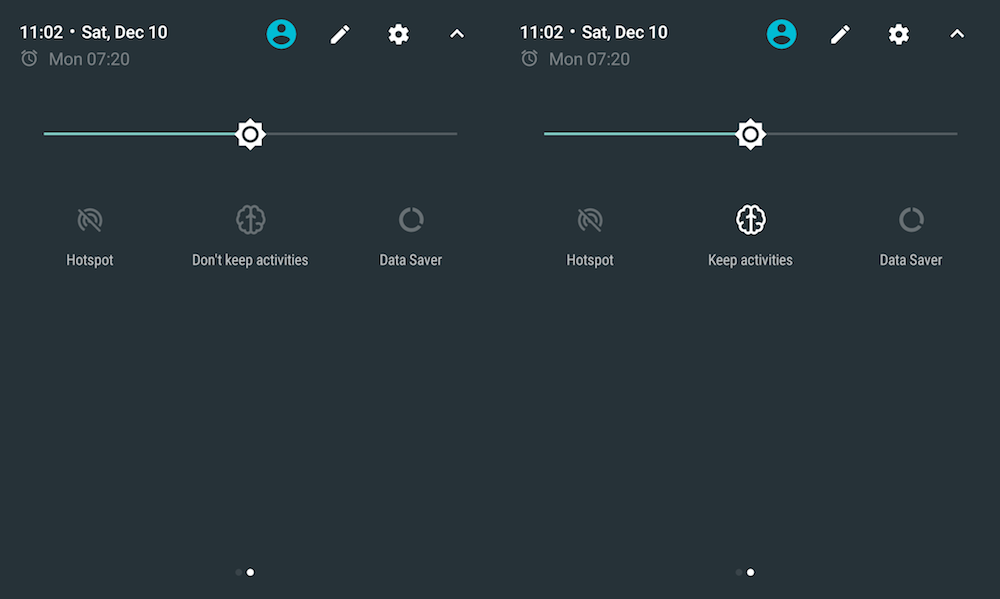 11:02 • Sat, Dec 10
Mon 07:20
Hotspot
Don't keep activities
Data Saver
11:02 • Sat, Dec 10
Mon 07:20
Hotspot
Keep activities
Data Saver